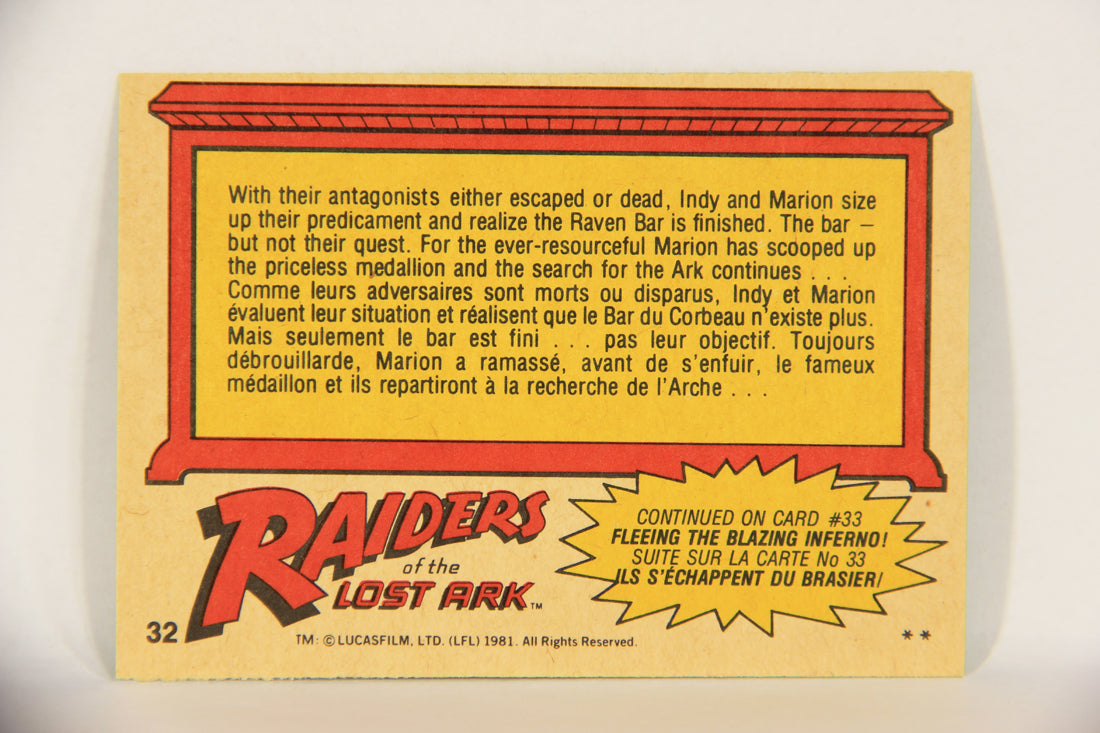 With their antagonists either escaped or dead, Indy and Marion size
up their predicament and realize the Raven Bar is finished. The bar –
but not their quest. For the ever-resourceful Marion has scooped up
the priceless medallion and the search for the Ark continues . . .
Comme leurs adversaires sont morts ou disparus, Indy et Marion
évaluent leur situation et réalisent que le Bar du Corbeau n'existe plus.
Mais seulement le bar est fini . . . pas leur objectif. Toujours
débrouillarde, Marion a ramassé, avant de s'enfuir, le fameux
médaillon et ils repartiront à la recherche de l'Arche . . .
RAIDERS
of the
LOST ARK™
CONTINUED ON CARD #33
FLEEING THE BLAZING INFERNO!
SUITE SUR LA CARTE No 33
ILS S'ÉCHAPPENT DU BRASIER!
32
TM: © LUCASFILM, LTD. (LFL) 1981. All Rights Reserved.
**